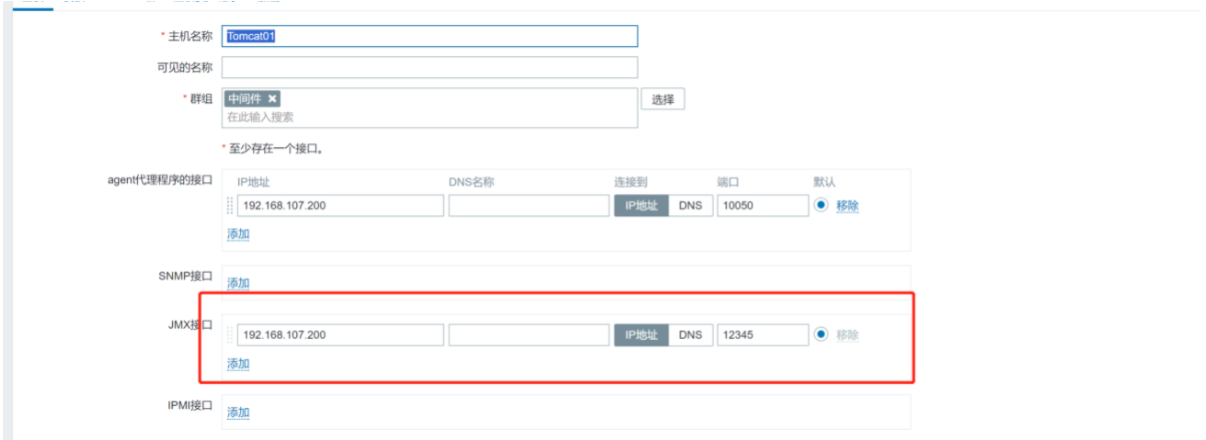 * 主机名称 Tomcat01
可见的名称
* 群组 中间件 ✖ 选择
在此输入搜索
* 至少存在一个接口。
agent代理程序的接口 IP地址 DNS名称 连接到 端口 默认
192.168.107.200 IP地址 DNS 10050 移除
添加
SNMP接口 添加
JMX接口 192.168.107.200 IP地址 DNS 12345 移除
添加
IPMI接口 添加